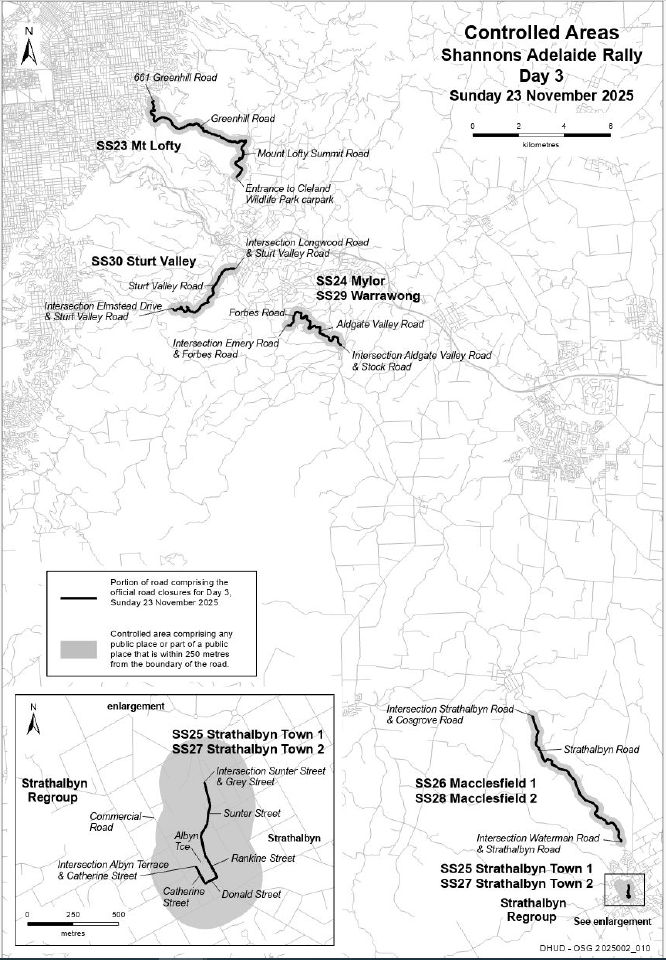 N
Controlled Areas
Shannons Adelaide Rally
Day 3
Sunday 23 November 2025
0 2 4 6
kilometres
661 Greenhill Road
Greenhill Road
SS23 Mt Lofty
Mount Lofty Summit Road
Entrance to Cleland
Wildlife Park carpark
Intersection Longwood Road
& Sturt Valley Road
SS30 Sturt Valley
Sturt Valley Road
SS24 Mylor
SS29 Warrawong
Intersection Elmstead Drive
& Sturt Valley Road
Forbes Road
Aldgate Valley Road
Intersection Emery Road
& Forbes Road
Intersection Aldgate Valley Road
& Stock Road
Portion of road comprising the
official road closures for Day 3,
Sunday 23 November 2025
Controlled area comprising any
public place or part of a public
place that is within 250 metres
from the boundary of the road.
N
enlargement
SS25 Strathalbyn Town 1
SS27 Strathalbyn Town 2
Intersection Sunter Street
& Grey Street
Strathalbyn
Regroup
Sunter Street
Commercial
Road
Albyn
Tce
Strathalbyn
Rankine Street
Intersection Albyn Terrace
& Catherine Street
Catherine
Street
Donald Street
0 250 500
metres
Intersection Strathalbyn Road
& Cosgrove Road
Strathalbyn Road
SS26 Macclesfield 1
SS28 Macclesfield 2
Intersection Waterman Road
& Strathalbyn Road
SS25 Strathalbyn Town 1
SS27 Strathalbyn Town 2
Strathalbyn
Regroup
See enlargement
DHUD - OSG 2025002_010